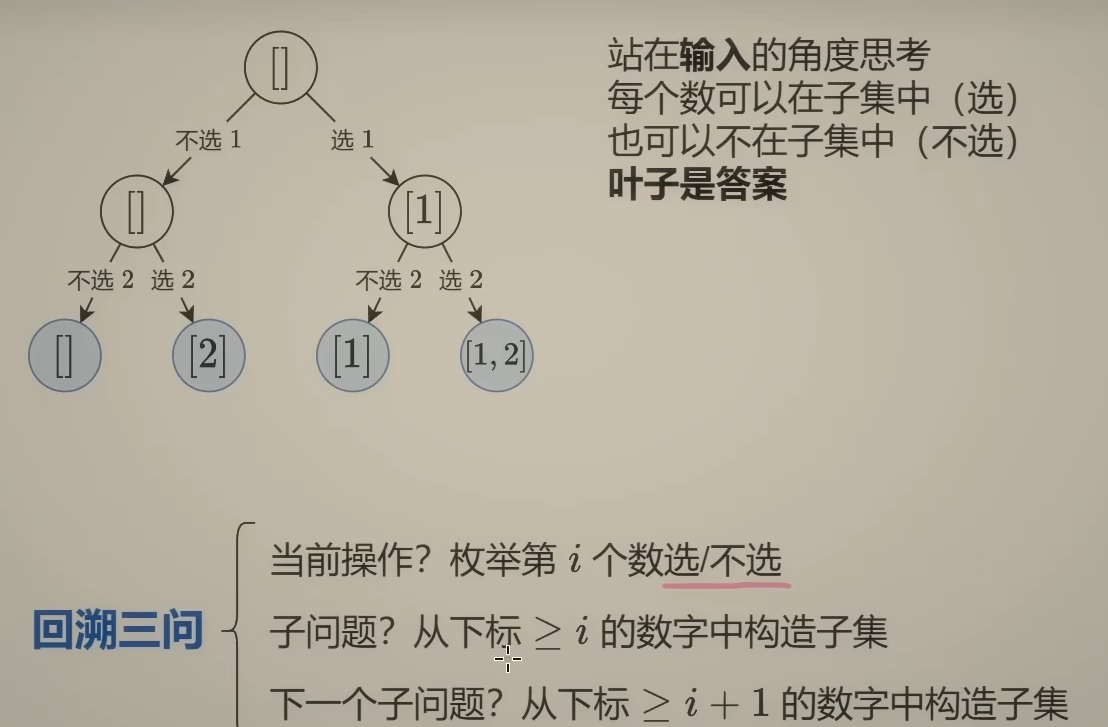 []
不选 1 选 1
[] [1]
不选 2 选 2 不选 2 选 2
[] [2] [1] [1, 2]
站在输入的角度思考
每个数可以在子集中（选）
也可以不在子集中（不选）
叶子是答案
回溯三问
当前操作？枚举第 i 个数选/不选
子问题？从下标 ≥ i 的数字中构造子集
下一个子问题？从下标 ≥ i + 1 的数字中构造子集